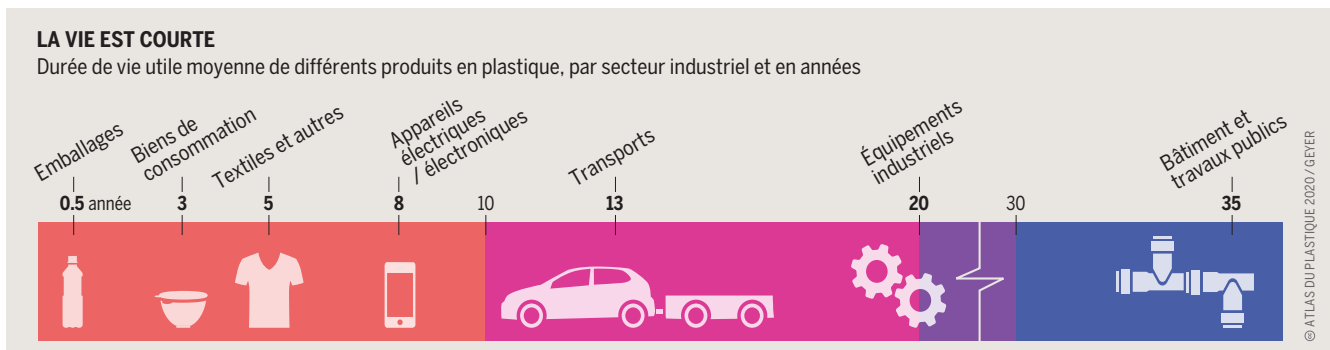 LA VIE EST COURTE
Durée de vie utile moyenne de différents produits en plastique, par secteur industriel et en années
Emballages
Biens de
consommation
Textiles et autres
Appareils
électriques
/ électroniques
Transports
Équipements
industriels
Bâtiment et
travaux publics
0.5 année
3
5
8
10
13
20
30
35
© ATLAS DU PLASTIQUE 2020 / GEYER